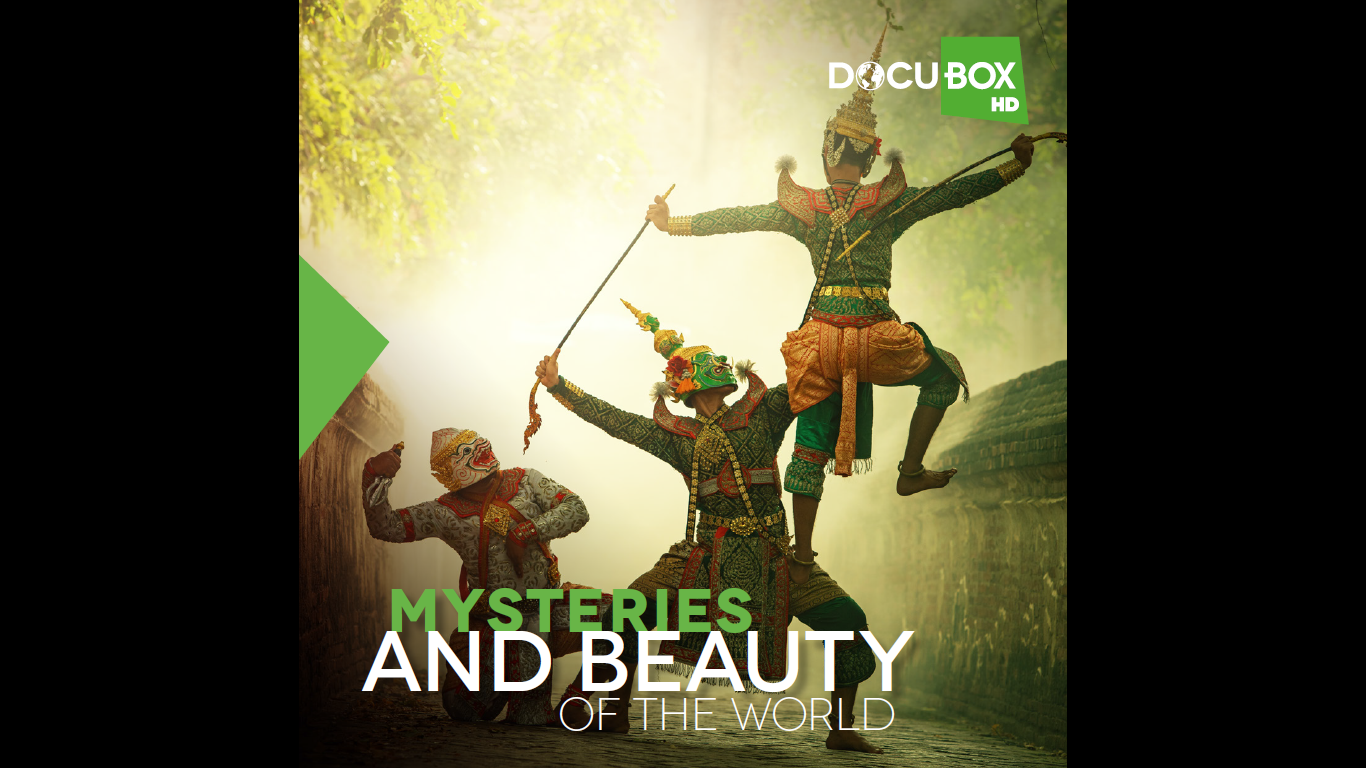 DOCUBOX
HD
MYSTERIES
AND BEAUTY
OF THE WORLD